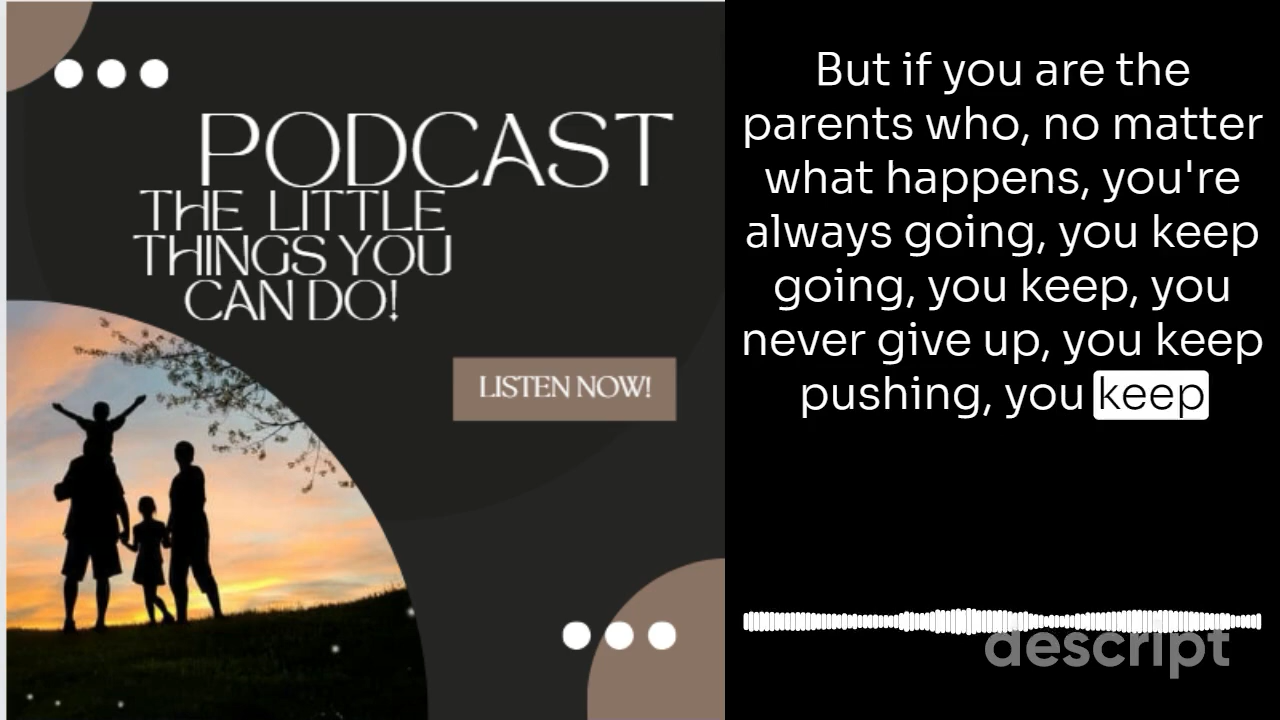 PODCAST
THE LITTLE
THINGS YOU
CAN DO!
LISTEN NOW!
But if you are the
parents who, no matter
what happens, you're
always going, you keep
going, you keep, you
never give up, you keep
pushing, you keep
descript